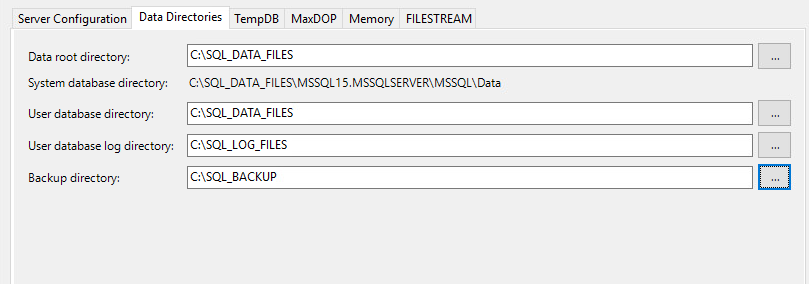 Server Configuration Data Directories TempDB MaxDOP Memory FILESTREAM
Data root directory: C:\SQL_DATA_FILES ...
System database directory: C:\SQL_DATA_FILES\MSSQL15.MSSQLSERVER\MSSQL\Data
User database directory: C:\SQL_DATA_FILES ...
User database log directory: C:\SQL_LOG_FILES ...
Backup directory: C:\SQL_BACKUP ...